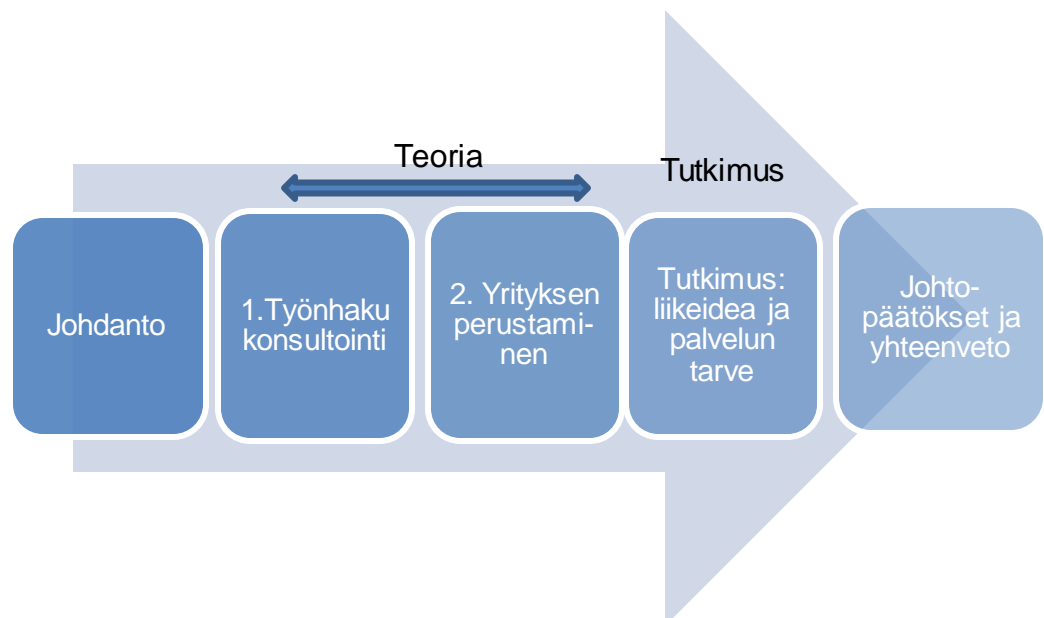 Teoria
Tutkimus
Johdanto
1.Työnhaku
konsultointi
2. Yrityksen
perustami-
nen
Tutkimus:
liikeidea ja
palvelun
tarve
Johto-
päätökset ja
yhteenveto